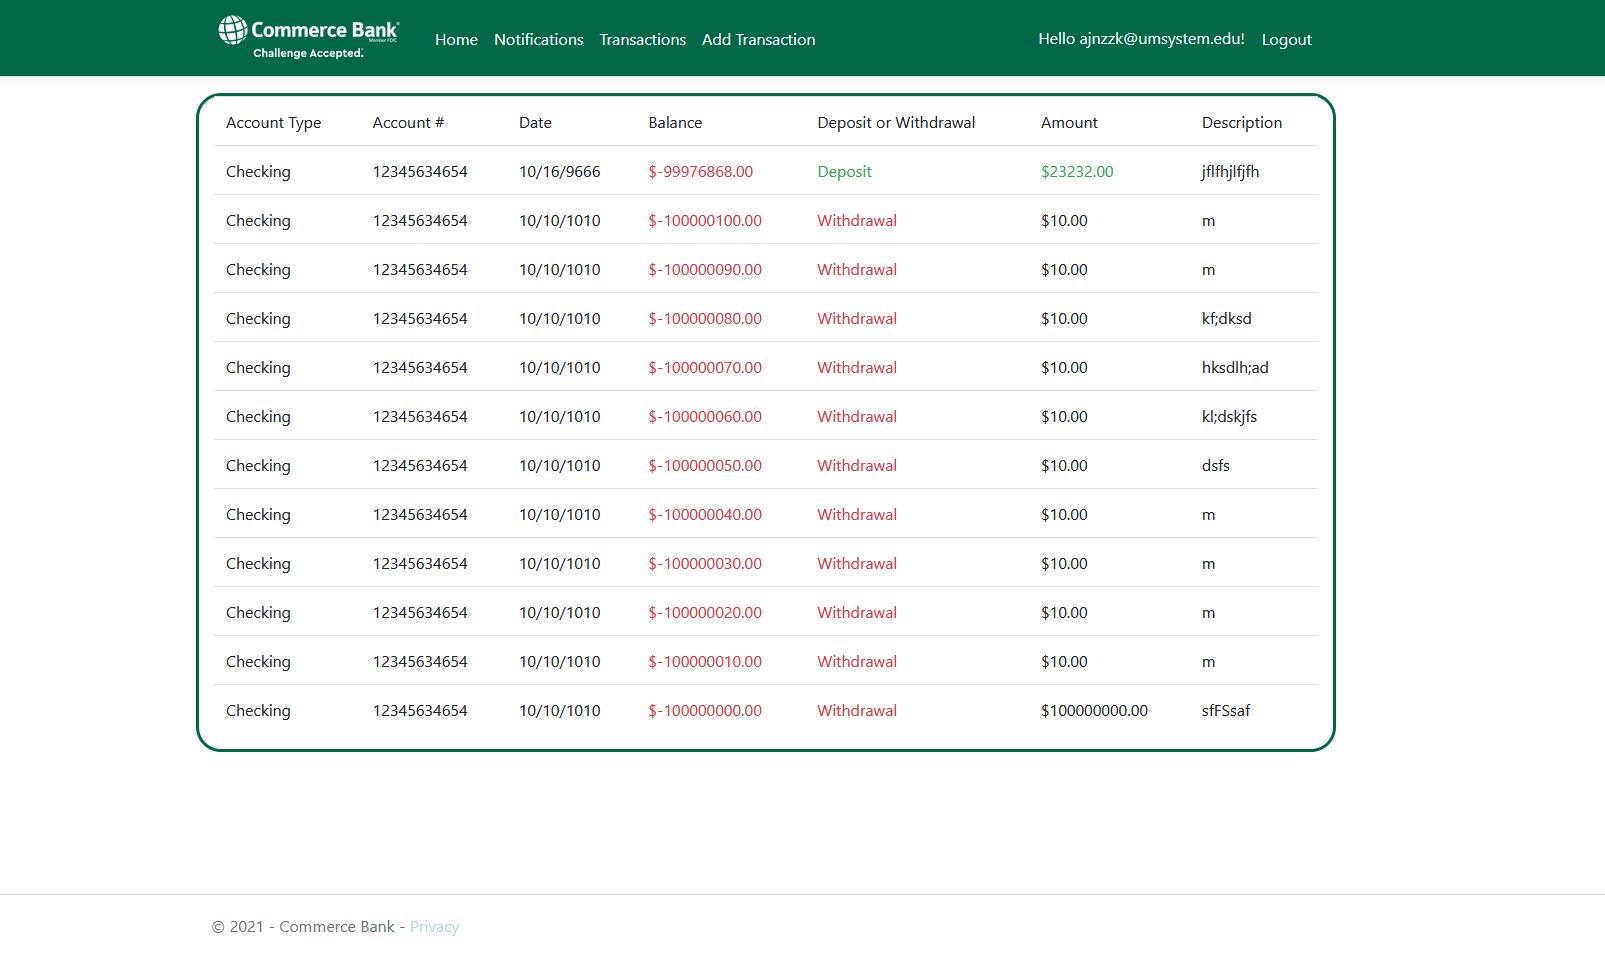 Commerce Bank®
Member FDIC
Challenge Accepted.
Home Notifications Transactions Add Transaction Hello ajnzzk@umsystem.edu! Logout
Account Type Account # Date Balance Deposit or Withdrawal Amount Description
Checking 12345634654 10/16/9666 $-99976868.00 Deposit $23232.00 jflfhjlfjfh
Checking 12345634654 10/10/1010 $-100000100.00 Withdrawal $10.00 m
Checking 12345634654 10/10/1010 $-100000090.00 Withdrawal $10.00 m
Checking 12345634654 10/10/1010 $-100000080.00 Withdrawal $10.00 kf;dksd
Checking 12345634654 10/10/1010 $-100000070.00 Withdrawal $10.00 hksdlh;ad
Checking 12345634654 10/10/1010 $-100000060.00 Withdrawal $10.00 kl;dskjfs
Checking 12345634654 10/10/1010 $-100000050.00 Withdrawal $10.00 dsfs
Checking 12345634654 10/10/1010 $-100000040.00 Withdrawal $10.00 m
Checking 12345634654 10/10/1010 $-100000030.00 Withdrawal $10.00 m
Checking 12345634654 10/10/1010 $-100000020.00 Withdrawal $10.00 m
Checking 12345634654 10/10/1010 $-100000010.00 Withdrawal $10.00 m
Checking 12345634654 10/10/1010 $-100000000.00 Withdrawal $100000000.00 sfFSsaf
© 2021 - Commerce Bank - Privacy